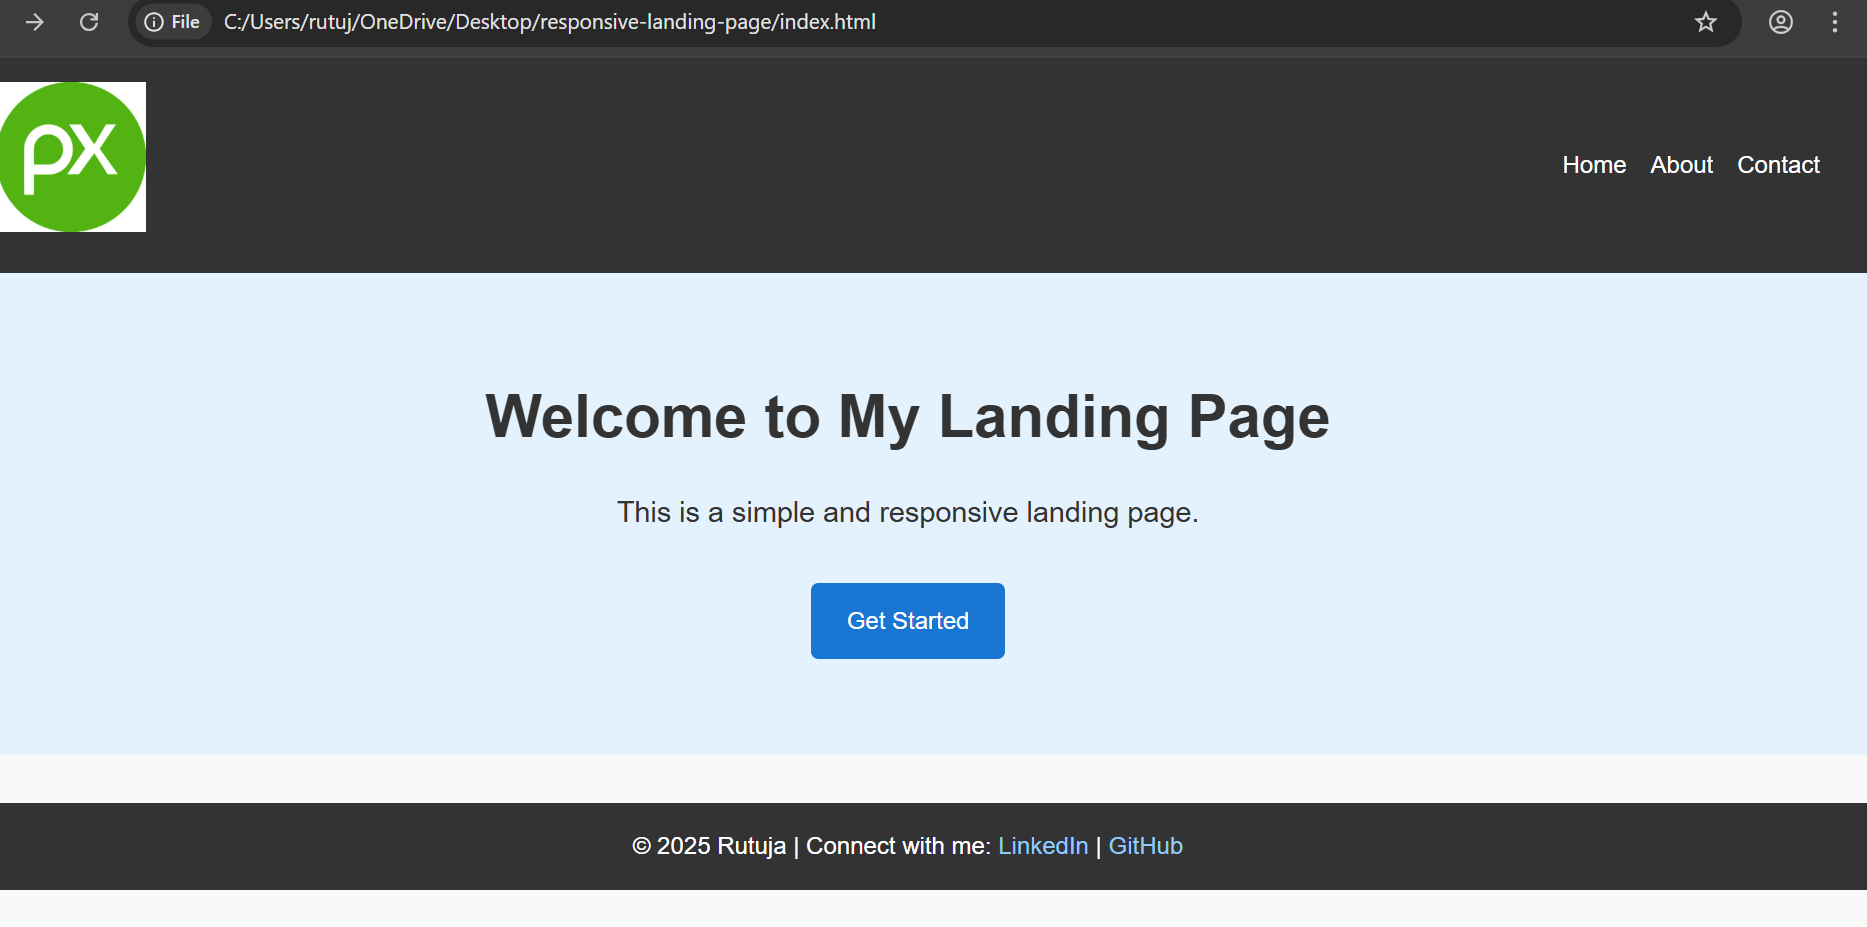 File C:/Users/rutuj/OneDrive/Desktop/responsive-landing-page/index.html
px
Home About Contact
Welcome to My Landing Page
This is a simple and responsive landing page.
Get Started
© 2025 Rutuja | Connect with me: LinkedIn | GitHub